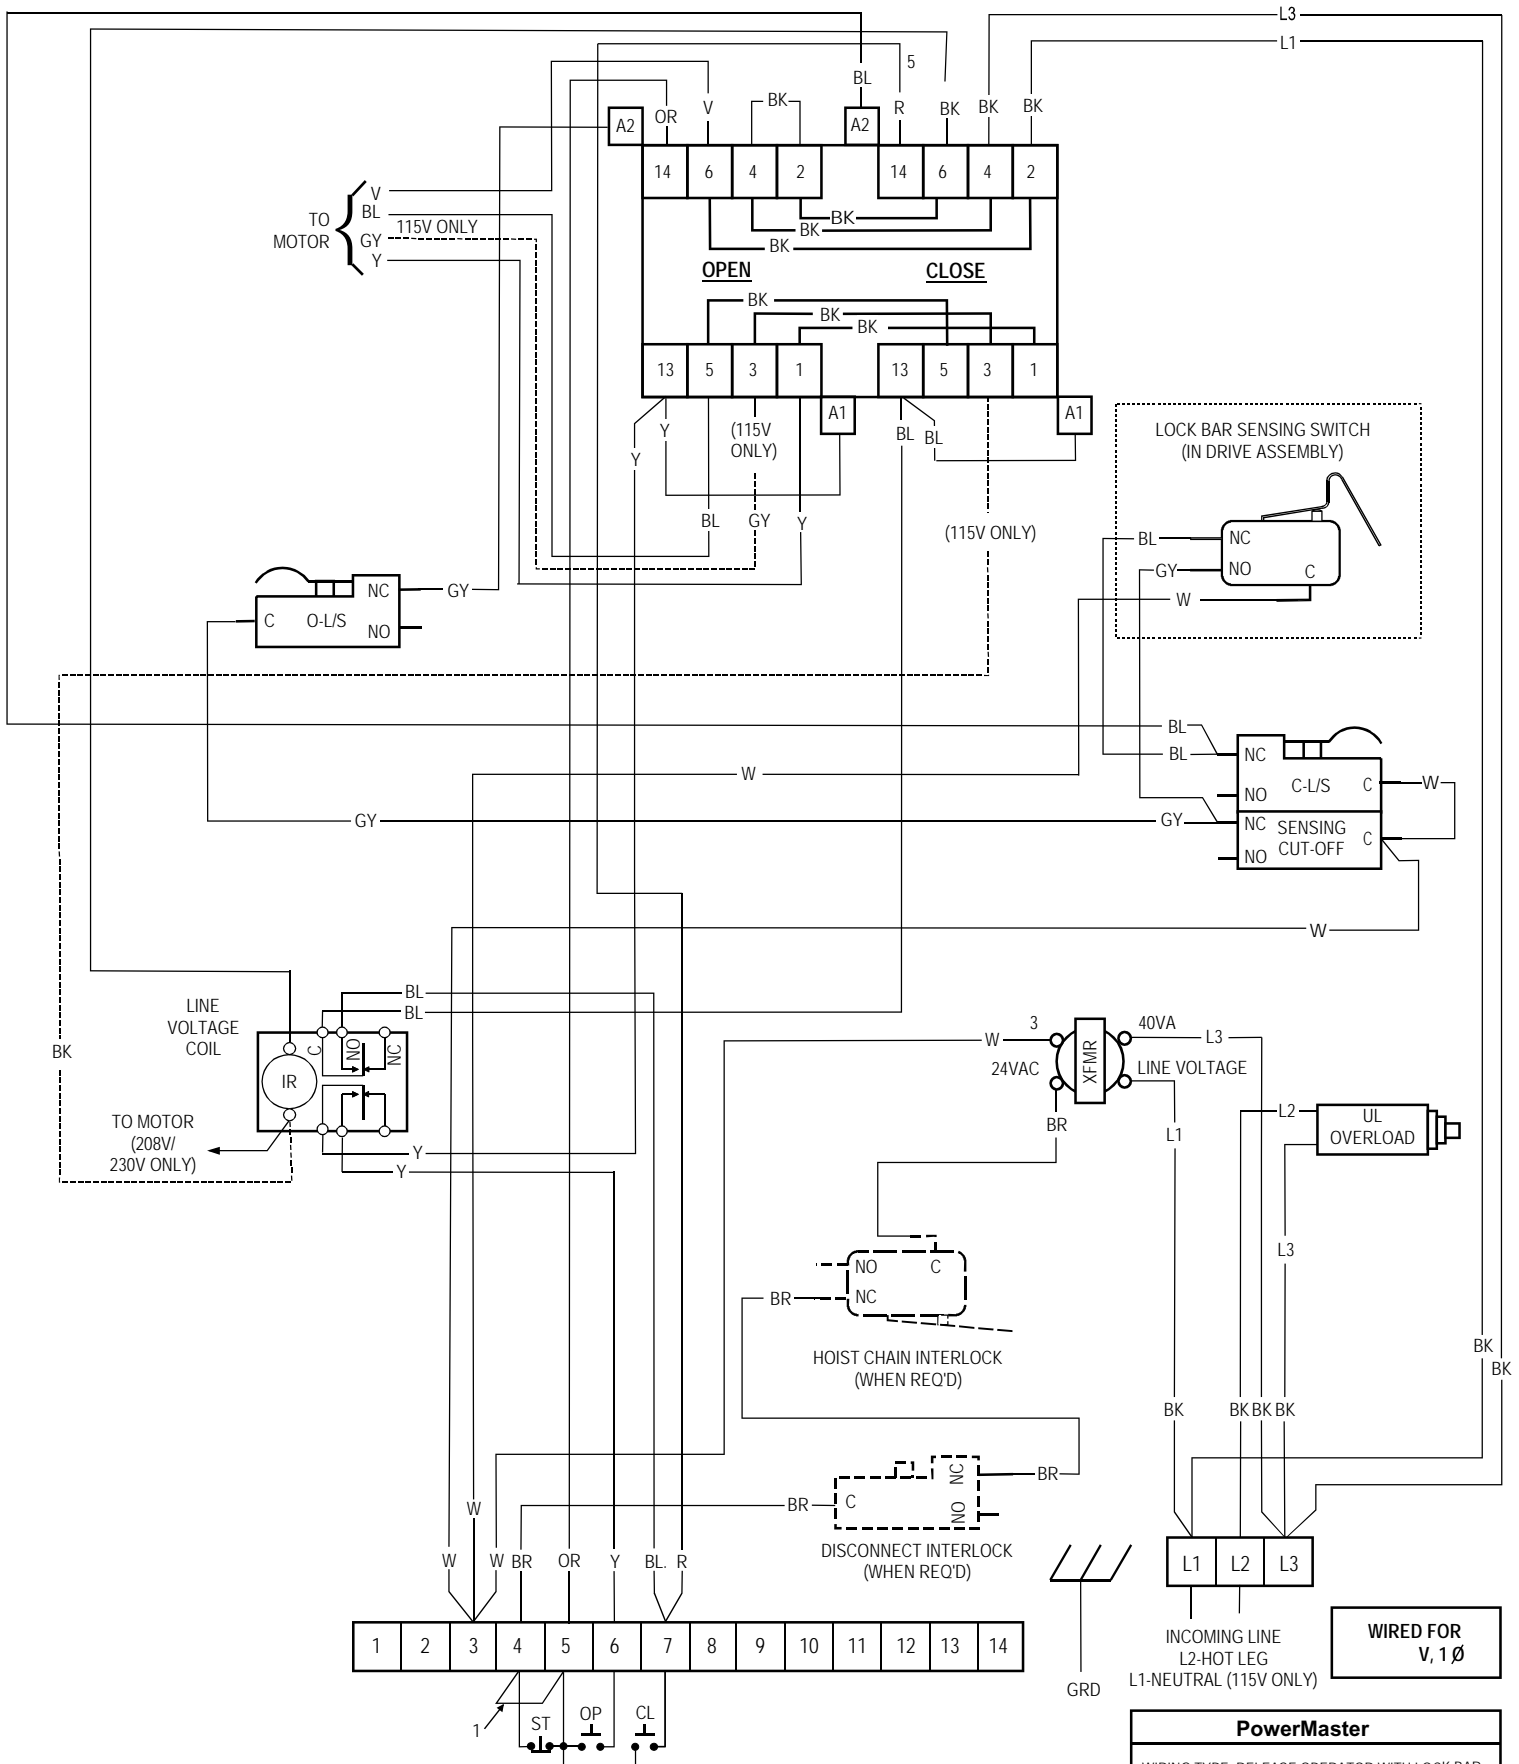 L3
L1
5
BL
OR
V
BK
R
BK
BK
BK
A2
A2
14
6
4
2
14
6
4
2
BK
BK
BK
OPEN
CLOSE
BK
BK
BK
13
5
3
1
13
5
3
1
A1
A1
TO
MOTOR
V
BL
GY
Y
115V ONLY
Y
Y
(115V
ONLY)
BL
BL
BL
GY
Y
(115V ONLY)
LOCK BAR SENSING SWITCH
(IN DRIVE ASSEMBLY)
BL
NC
GY
NO
C
W
NC
GY
C
O-L/S
NO
BL
BL
NC
C-L/S
C
W
NO
W
GY
GY
NC
SENSING
CUT-OFF
C
NO
W
LINE
VOLTAGE
COIL
BL
BL
C
NO
NC
IR
BK
TO MOTOR
(208V/
230V ONLY)
Y
Y
W
3
24VAC
XFMR
40VA
L3
LINE VOLTAGE
BR
L1
L2
UL
OVERLOAD
L3
NO
C
NC
BR
HOIST CHAIN INTERLOCK
(WHEN REQ'D)
BK
BK
BK
BK
BK
BK
BR
NC
C
NO
BR
DISCONNECT INTERLOCK
(WHEN REQ'D)
W
W
W
BR
OR
Y
BL.
R
L1
L2
L3
1
2
3
4
5
6
7
8
9
10
11
12
13
14
INCOMING LINE
L2-HOT LEG
L1-NEUTRAL (115V ONLY)
WIRED FOR
V, 1 Ø
GRD
1
ST
OP
CL
PowerMaster
WIRING TYPE, RELEASE OPERATOR WITH LOCK BAR